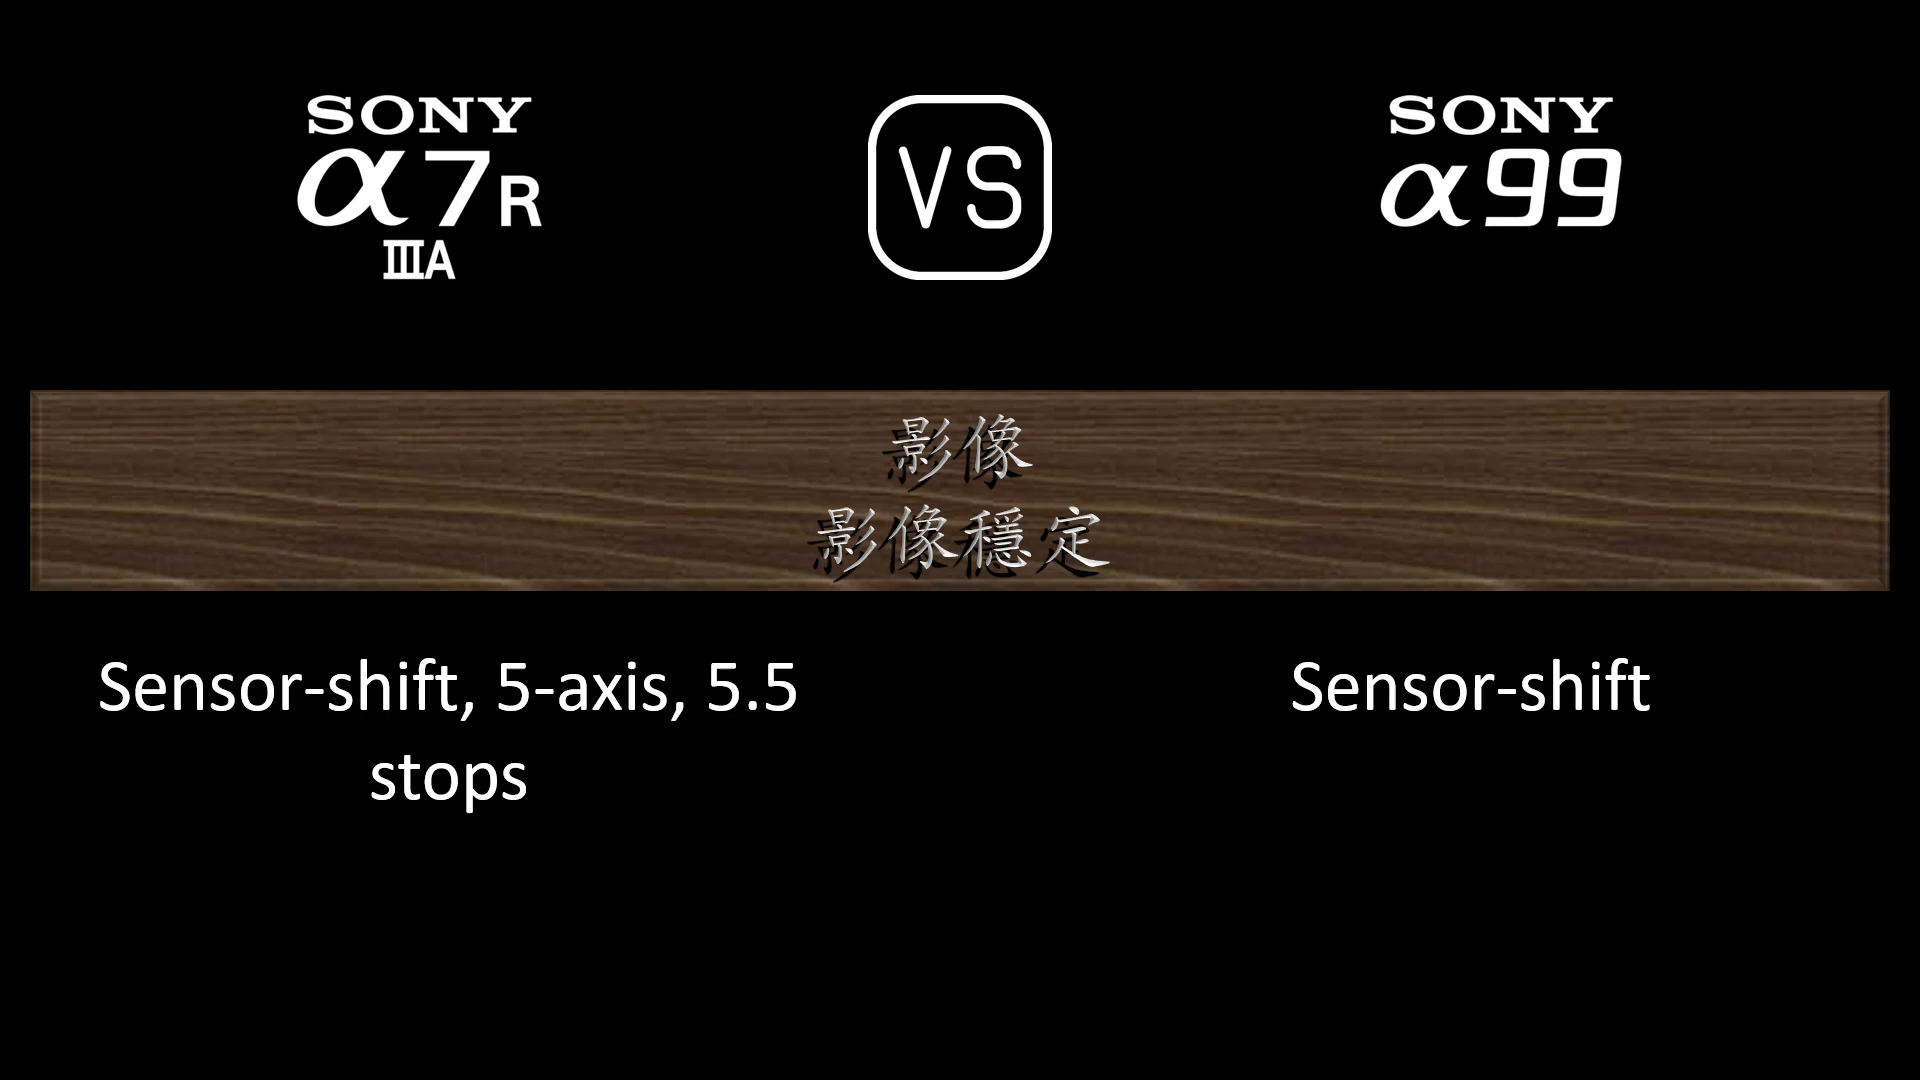 SONY
α7R
IIIA
VS
SONY
α99
影像
影像穩定
Sensor-shift, 5-axis, 5.5
stops
Sensor-shift